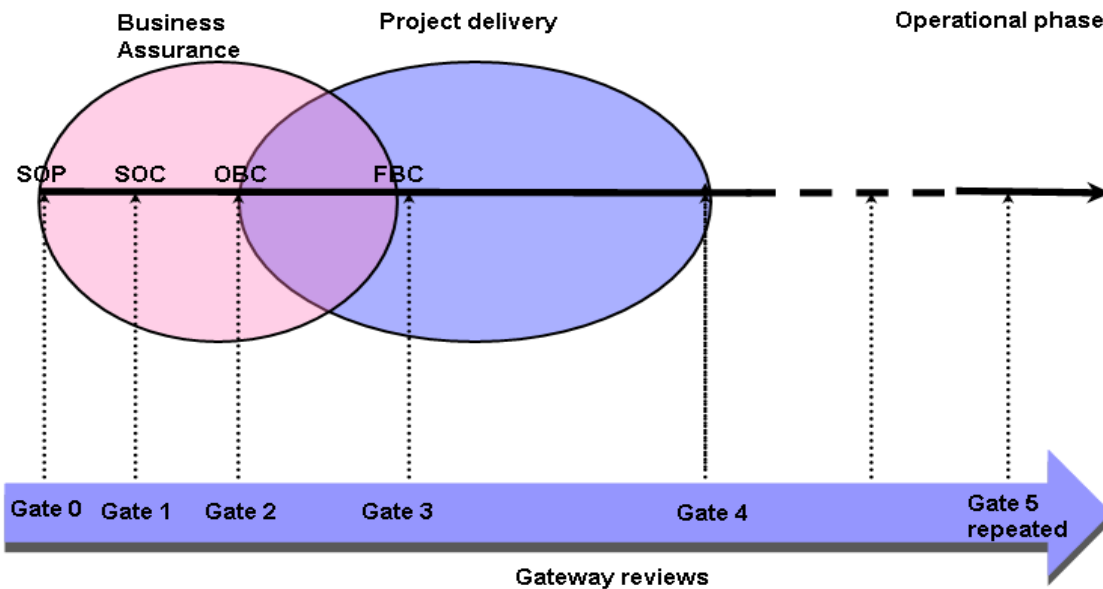 Business
Assurance
Project delivery
Operational phase
SOP
SOC
OBC
FBC
Gate 0
Gate 1
Gate 2
Gate 3
Gate 4
Gate 5
repeated
Gateway reviews